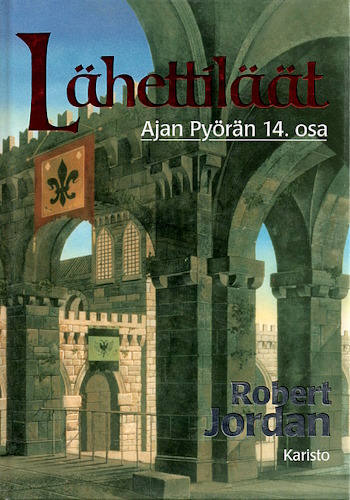 Lähettiläät
Ajan Pyörän 14. osa
Robert
Jordan
Karisto